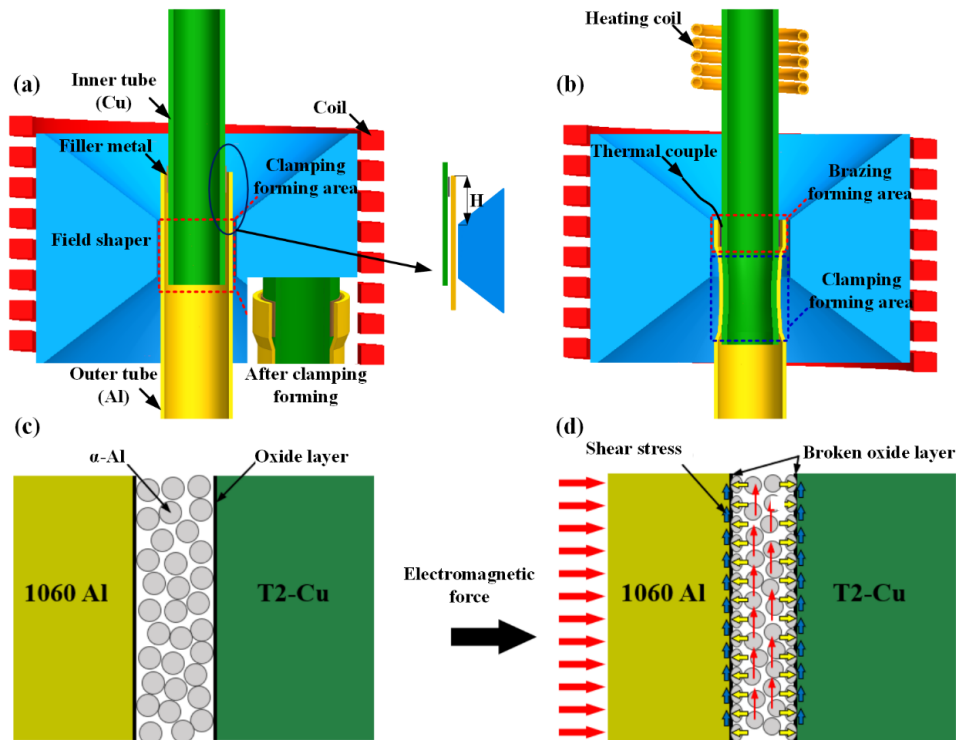 (a)
Inner tube
(Cu)
Filler metal
Coil
Clamping
forming area
Field shaper
H
Outer tube
(Al)
After clamping
forming
(b)
Heating coil
Thermal couple
Brazing
forming area
Clamping
forming area
(c)
α-Al
Oxide layer
1060 Al
T2-Cu
Electromagnetic
force
(d)
Shear stress
Broken oxide layer
1060 Al
T2-Cu